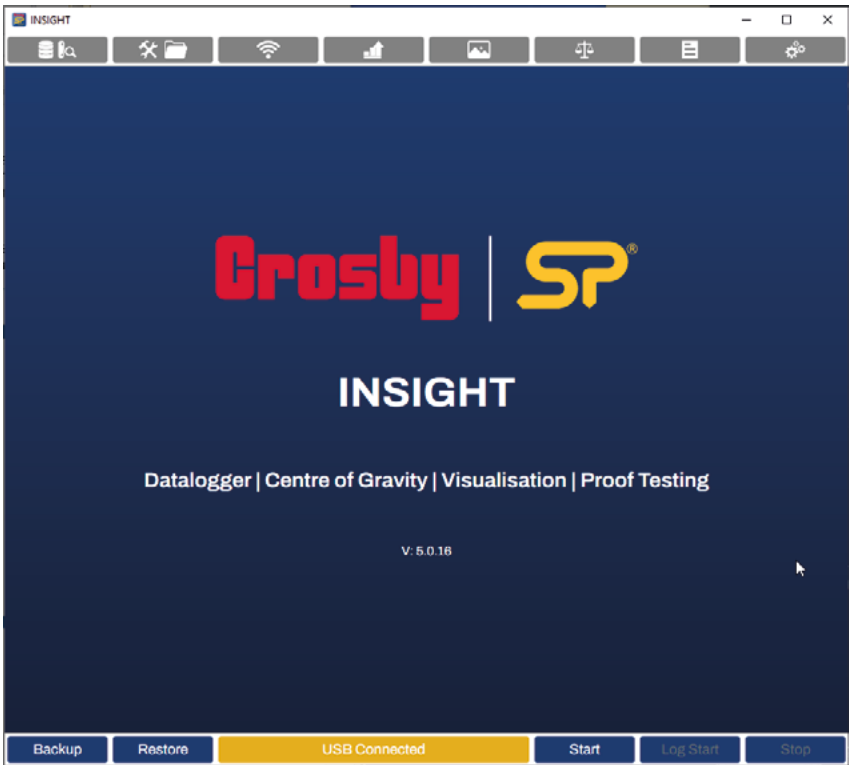 INSIGHT
Crosby | SP®
INSIGHT
Datalogger | Centre of Gravity | Visualisation | Proof Testing
V: 5.0.16
Backup Restore USB Connected Start Log Start Stop